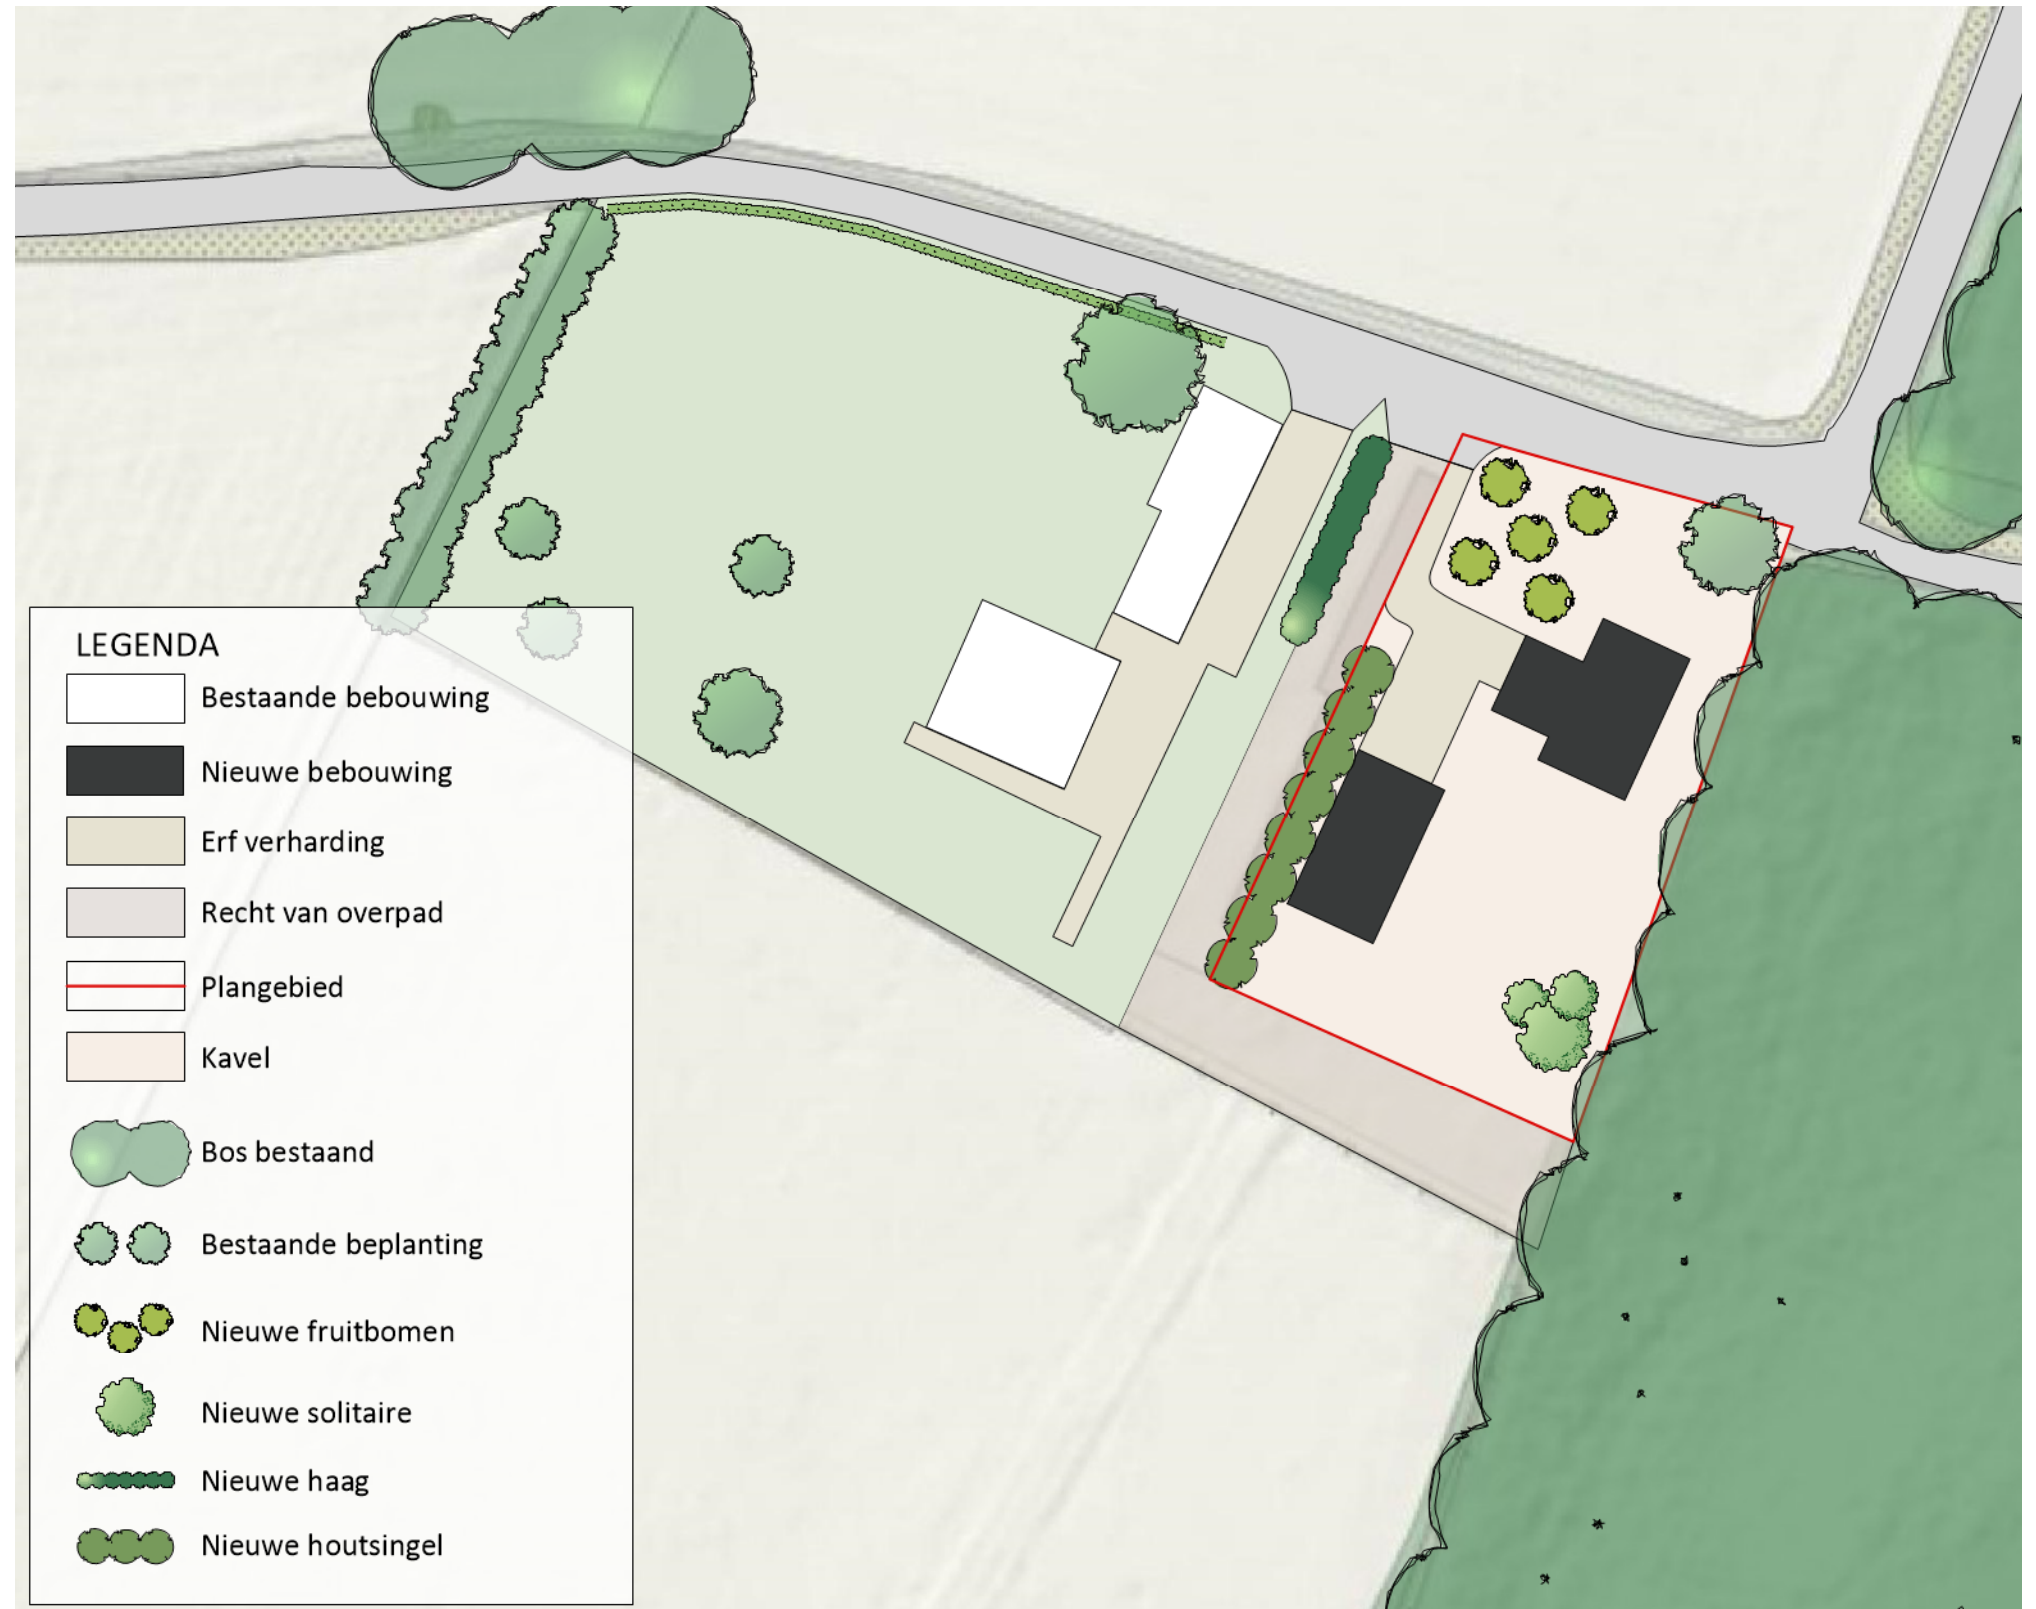 LEGENDA
Bestaande bebouwing
Nieuwe bebouwing
Erf verharding
Recht van overpad
Plangebied
Kavel
Bos bestaand
Bestaande beplanting
Nieuwe fruitbomen
Nieuwe solitaire
Nieuwe haag
Nieuwe houtsingel